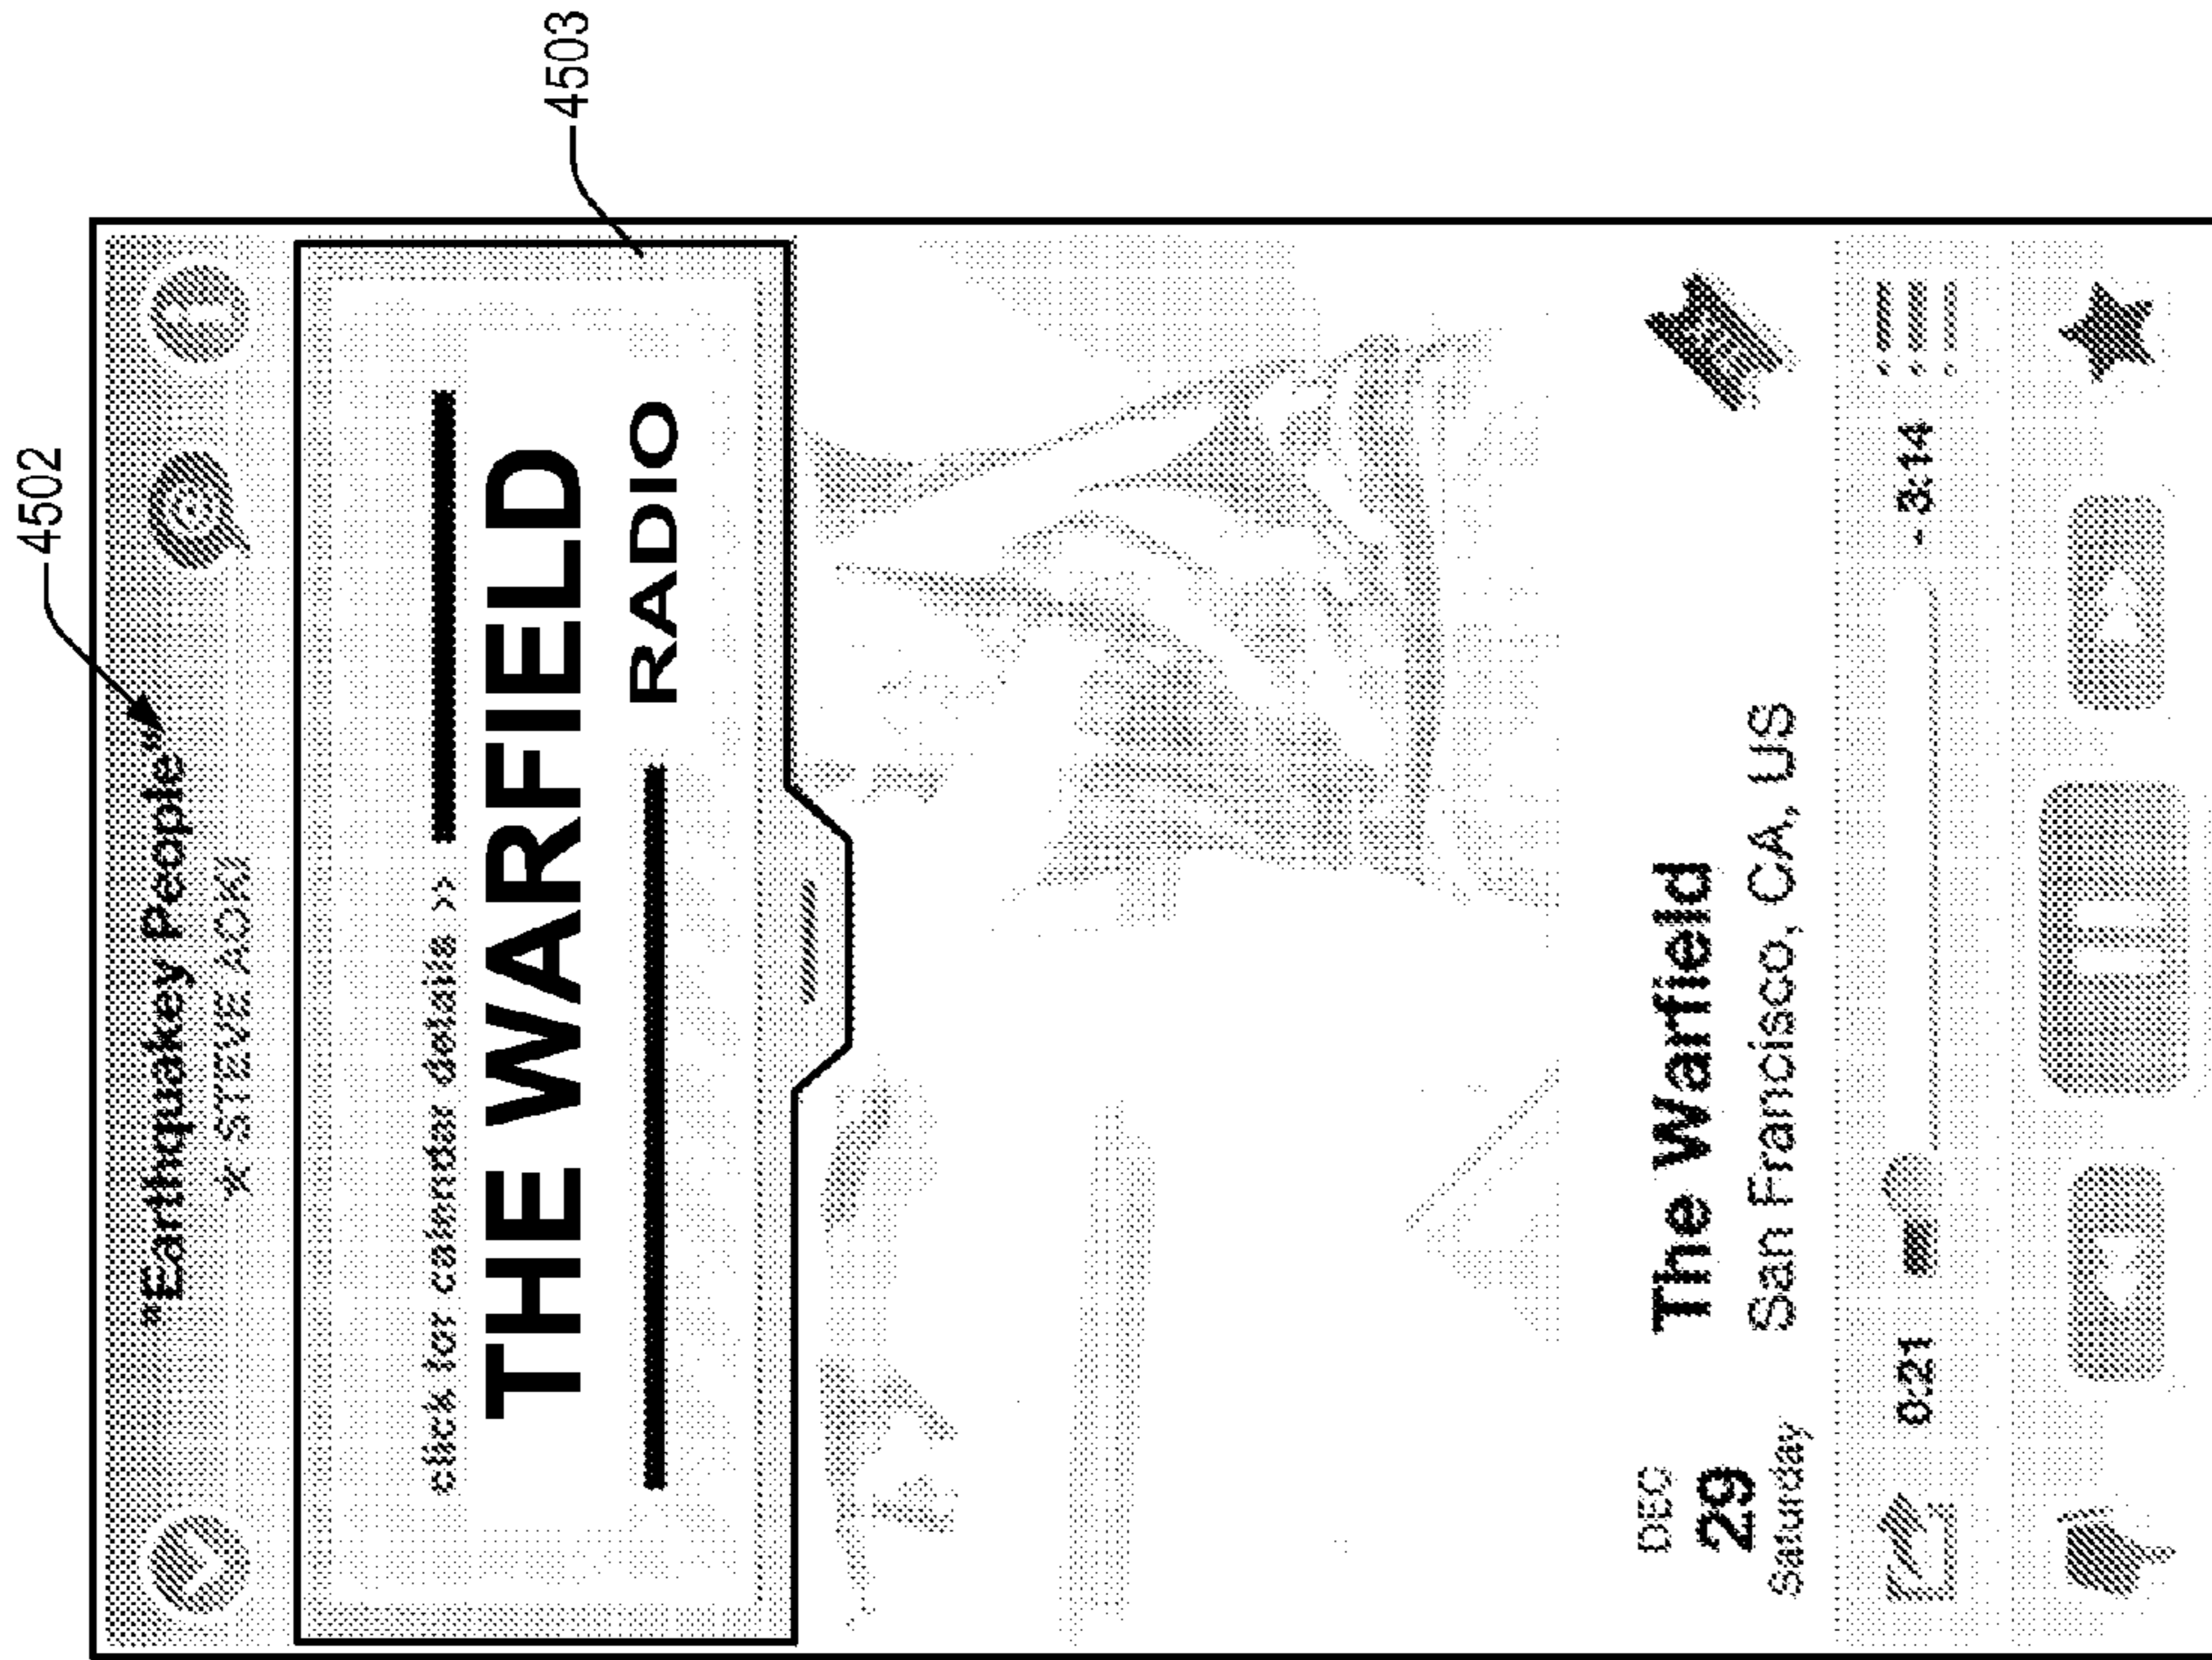 4502
4503
"Earthquakey People"
X STEVE AOKI
click for calendar details >>
THE WARFIELD
RADIO
DEC
29
Saturday
The Warfield
San Francisco, CA, US
0:21
- 3:14